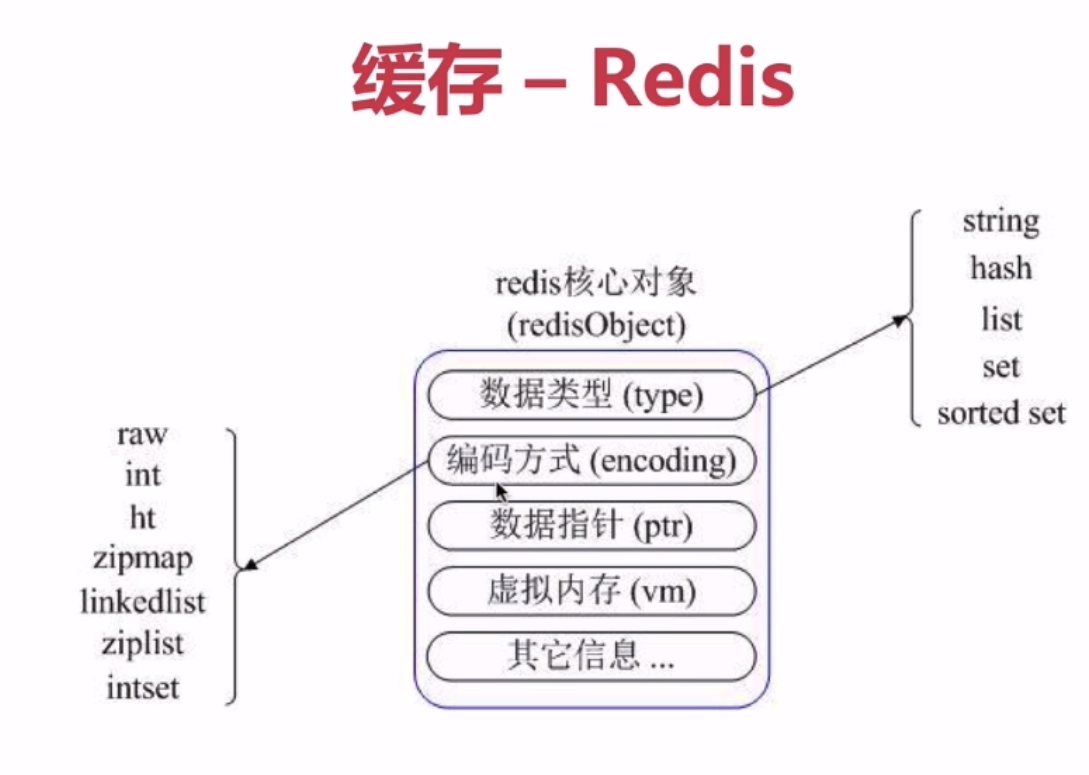 缓存 – Redis
redis核心对象
(redisObject)
数据类型 (type)
编码方式 (encoding)
数据指针 (ptr)
虚拟内存 (vm)
其它信息 ...
string
hash
list
set
sorted set
raw
int
ht
zipmap
linkedlist
ziplist
intset